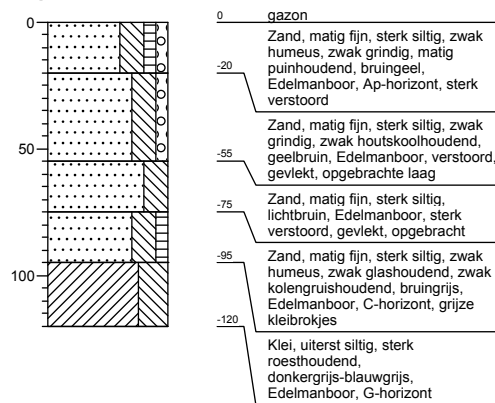 0
50
100
0 gazon
Zand, matig fijn, sterk siltig, zwak
humeus, zwak grindig, matig
puinhoudend, bruingeel,
Edelmanboor, Ap-horizont, sterk
verstoord
-20
Zand, matig fijn, sterk siltig, zwak
grindig, zwak houtskoolhoudend,
geelbruin, Edelmanboor, verstoord,
gevlekt, opgebrachte laag
-55
Zand, matig fijn, sterk siltig,
lichtbruin, Edelmanboor, sterk
verstoord, gevlekt, opgebracht
-75
Zand, matig fijn, sterk siltig, zwak
humeus, zwak glashoudend, zwak
kolengruishoudend, bruingrijs,
Edelmanboor, C-horizont, grijze
kleibrokjes
-95
Klei, uiterst siltig, sterk
roesthoudend,
donkergrijs-blauwgrijs,
Edelmanboor, G-horizont
-120